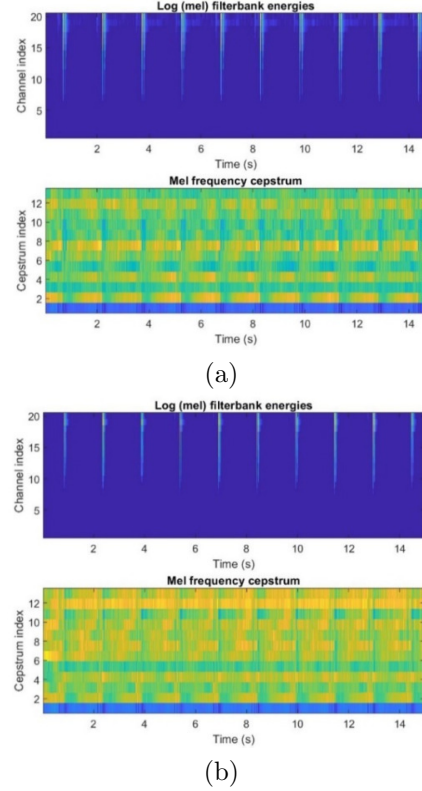 Log (mel) filterbank energies
20
15
10
5
Channel index
2 4 6 8 10 12 14
Time (s)
Mel frequency cepstrum
12
10
8
6
4
2
Cepstrum index
2 4 6 8 10 12 14
Time (s)
(a)
Log (mel) filterbank energies
20
15
10
5
Channel index
2 4 6 8 10 12 14
Time (s)
Mel frequency cepstrum
12
10
8
6
4
2
Cepstrum index
2 4 6 8 10 12 14
Time (s)
(b)